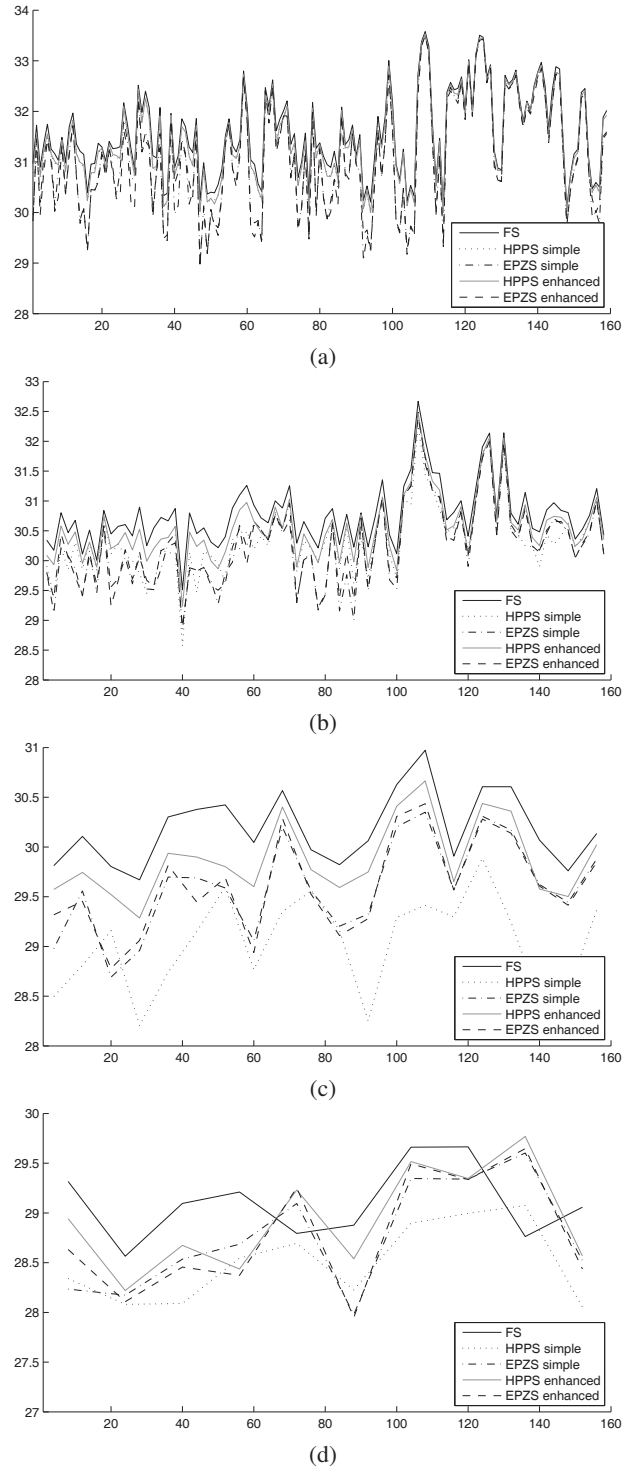 34
33
32
31
30
29
28
20 40 60 80 100 120 140 160
FS
HPPS simple
EPZS simple
HPPS enhanced
EPZS enhanced
(a)
33
32.5
32
31.5
31
30.5
30
29.5
29
28.5
28
20 40 60 80 100 120 140 160
FS
HPPS simple
EPZS simple
HPPS enhanced
EPZS enhanced
(b)
31
30.5
30
29.5
29
28.5
28
20 40 60 80 100 120 140 160
FS
HPPS simple
EPZS simple
HPPS enhanced
EPZS enhanced
(c)
30
29.5
29
28.5
28
27.5
27
20 40 60 80 100 120 140 160
FS
HPPS simple
EPZS simple
HPPS enhanced
EPZS enhanced
(d)